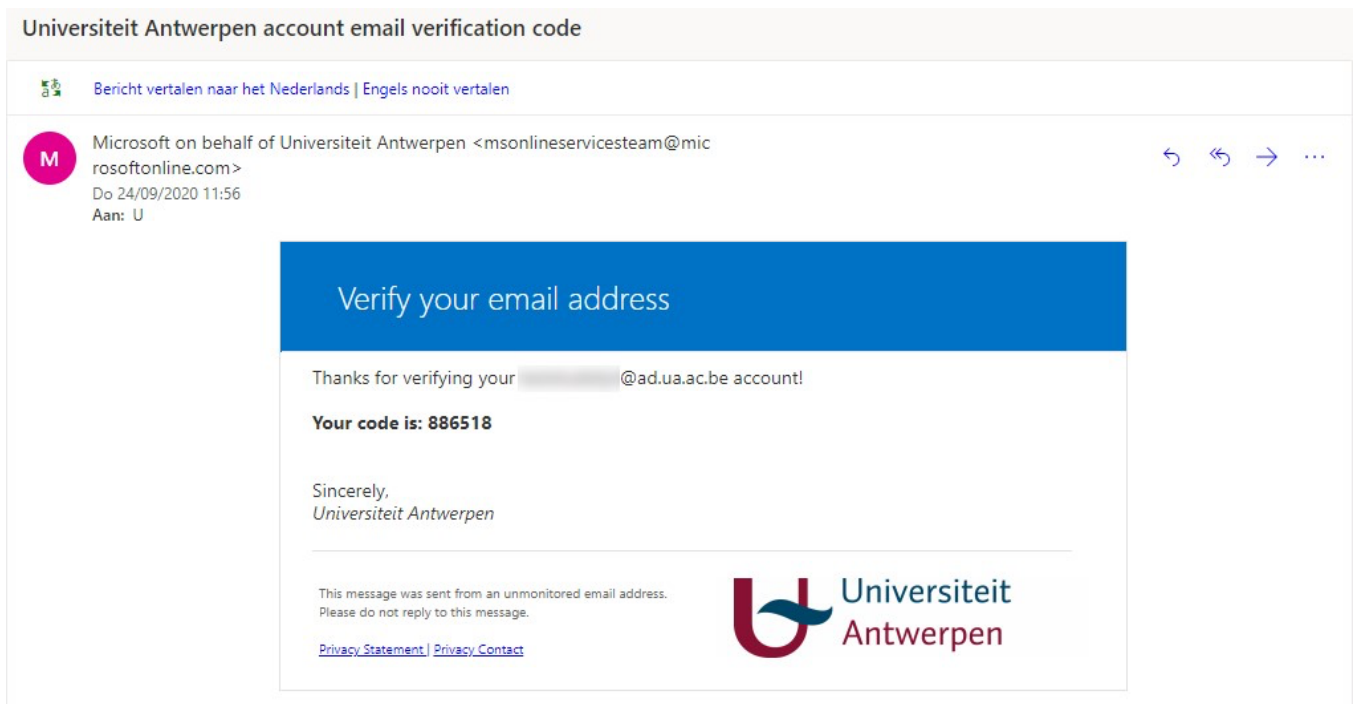 Universiteit Antwerpen account email verification code
Bericht vertalen naar het Nederlands | Engels nooit vertalen
M
Microsoft on behalf of Universiteit Antwerpen <msonlineservicesteam@mic
rosoftonline.com>
Do 24/09/2020 11:56
Aan: U
Verify your email address
Thanks for verifying your @ad.ua.ac.be account!
Your code is: 886518
Sincerely,
Universiteit Antwerpen
This message was sent from an unmonitored email address.
Please do not reply to this message.
Privacy Statement | Privacy Contact
Universiteit
Antwerpen